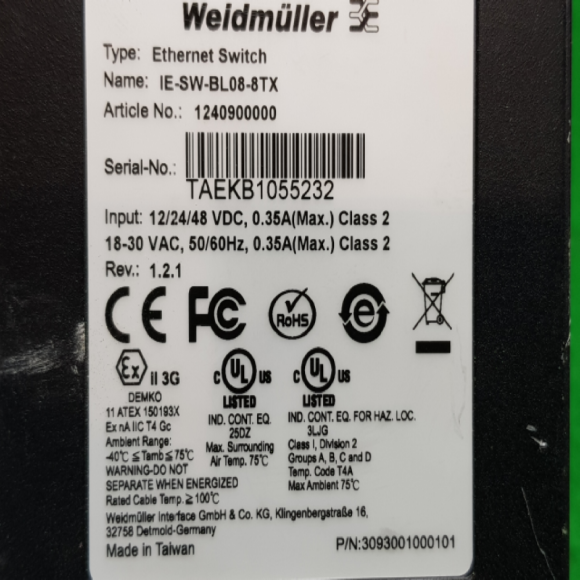 Weidmüller
Type: Ethernet Switch
Name: IE-SW-BL08-8TX
Article No.: 1240900000
Serial-No.:
TAEKB1055232
Input: 12/24/48 VDC, 0.35A(Max.) Class 2
18-30 VAC, 50/60Hz, 0.35A(Max.) Class 2
Rev.: 1.2.1
CE FC RoHS e
Ex II 3G
DEMKO
11 ATEX 150193X
Ex nA IIC T4 Gc
Ambient Range:
-40℃ ≦ Tamb ≦ 75℃
WARNING-DO NOT
SEPARATE WHEN ENERGIZED
Rated Cable Temp. ≧ 100℃
C UL US
LISTED
IND. CONT. EQ.
25DZ
Max. Surrounding
Air Temp. 75℃
C UL US
LISTED
IND. CONT. EQ. FOR HAZ. LOC.
3LJG
Class I, Division 2
Groups A, B, C and D
Temp. Code T4A
Max Ambient 75℃
Weidmüller Interface GmbH & Co. KG, Klingenbergstraße 16,
32758 Detmold-Germany
Made in Taiwan
P/N:3093001000101